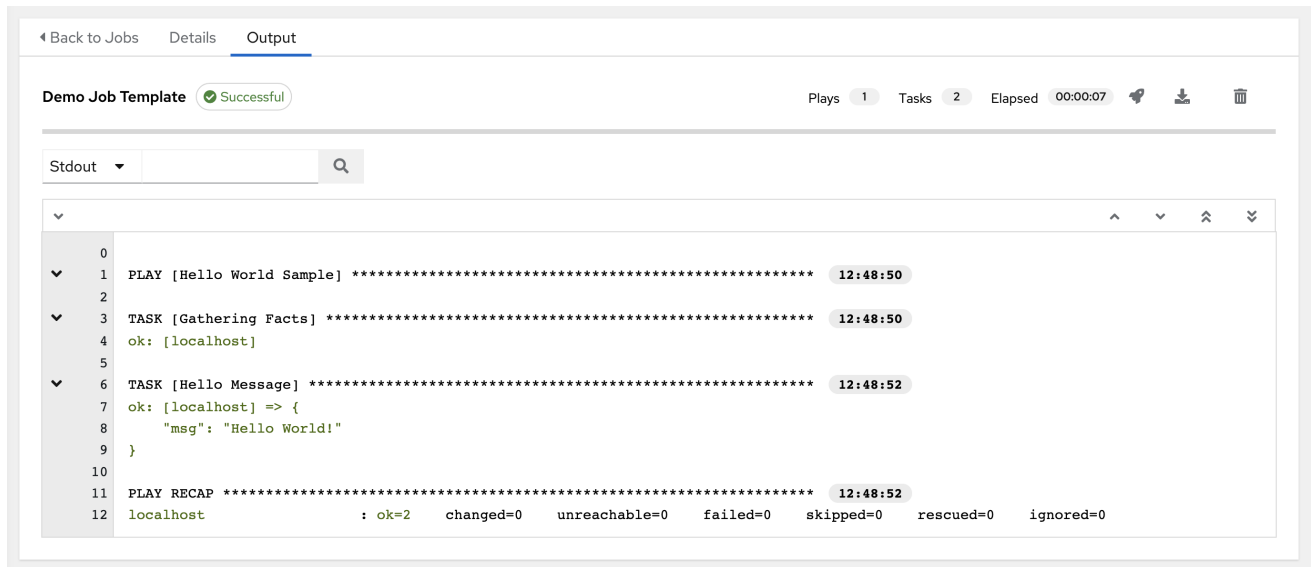 Back to Jobs Details Output
Demo Job Template Successful Plays 1 Tasks 2 Elapsed 00:00:07
Stdout
0
1 PLAY [Hello World Sample] ****************************************************** 12:48:50
2
3 TASK [Gathering Facts] ********************************************************* 12:48:50
4 ok: [localhost]
5
6 TASK [Hello Message] *********************************************************** 12:48:52
7 ok: [localhost] => {
8 "msg": "Hello World!"
9 }
10
11 PLAY RECAP ********************************************************************* 12:48:52
12 localhost : ok=2 changed=0 unreachable=0 failed=0 skipped=0 rescued=0 ignored=0